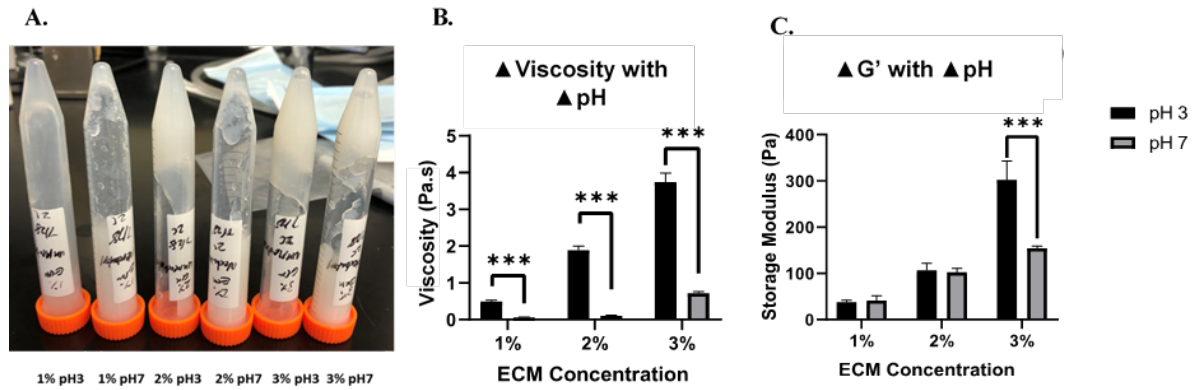 A.
1% pH3 1% pH7 2% pH3 2% pH7 3% pH3 3% pH7
B.
▲Viscosity with
▲pH
Viscosity (Pa.s)
5
4
3
2
1
0
***
***
***
1% 2% 3%
ECM Concentration
C.
▲G’ with ▲pH
Storage Modulus (Pa)
400
300
200
100
0
***
1% 2% 3%
ECM Concentration
pH 3
pH 7